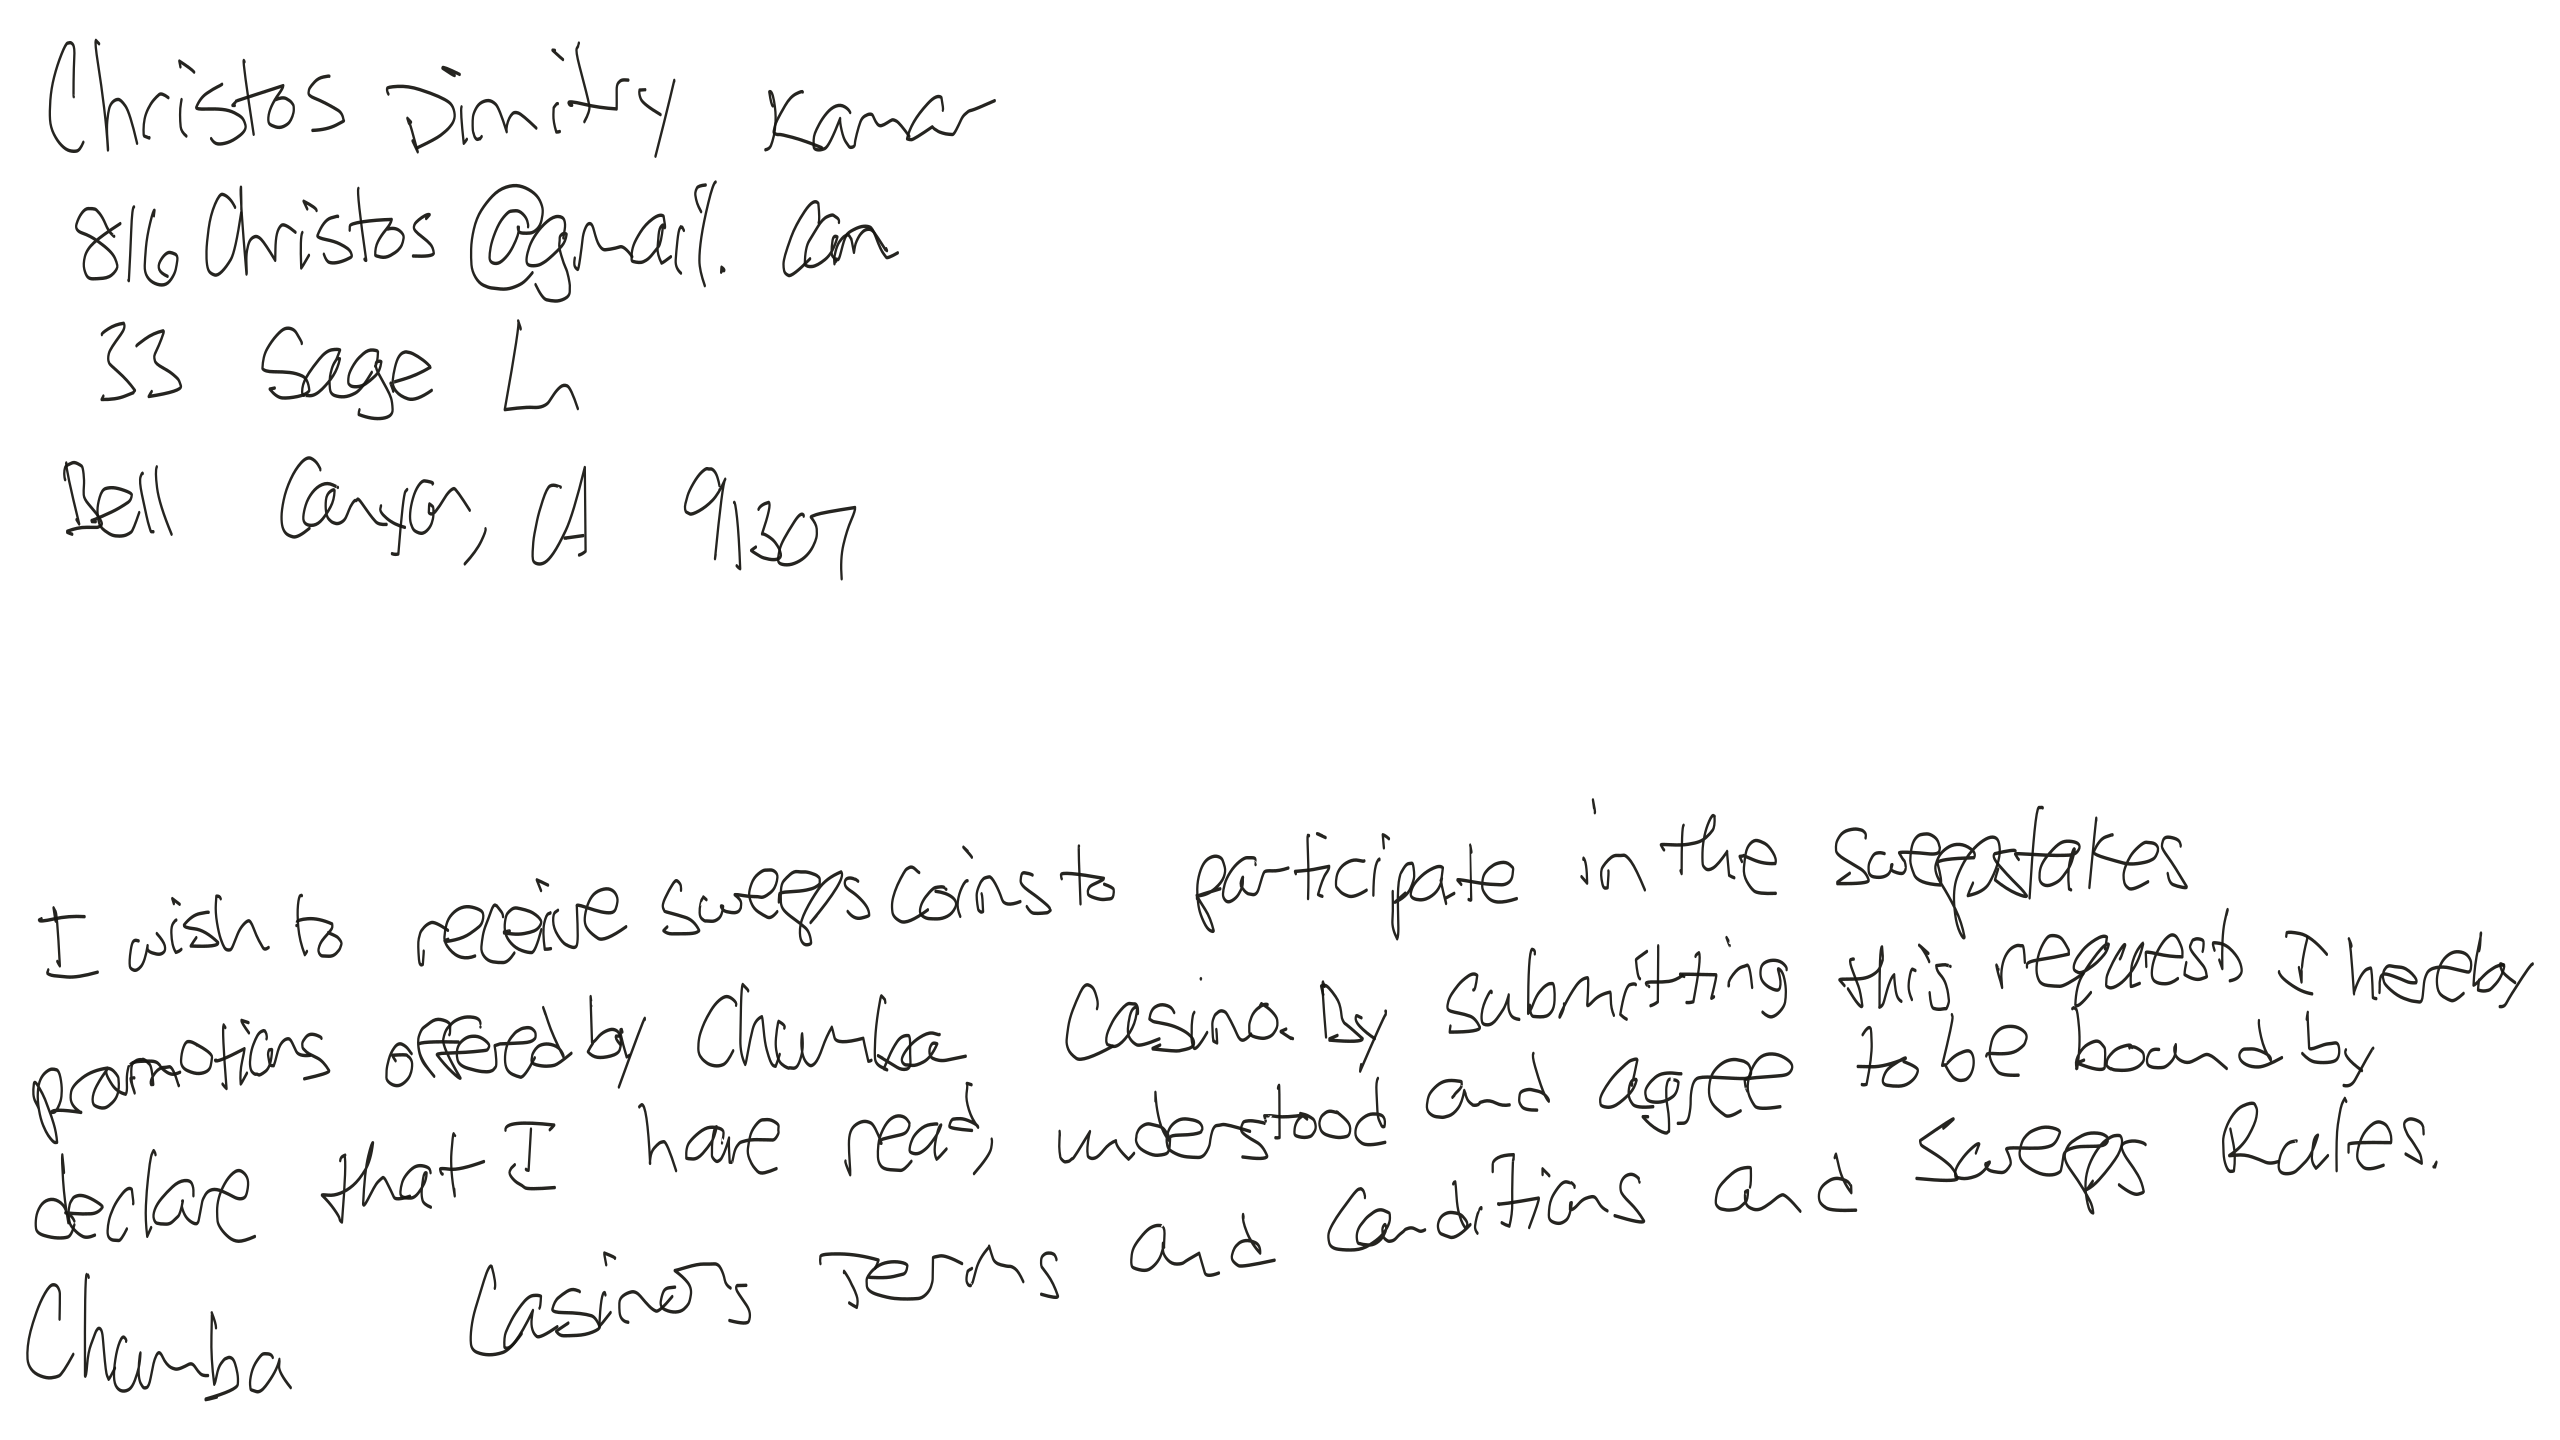 Christos Dimitry Kamar
816Christos@gmail.com
33 Sage Ln
Bell Canyon, CA 91307
I wish to receive sweeps coins to participate in the sweepstakes
promotions offered by Chumba Casino. By submitting this request, I hereby
declare that I have read, understood and agree to be bound by
Chumba Casino's Terms and Conditions and Sweeps Rules.